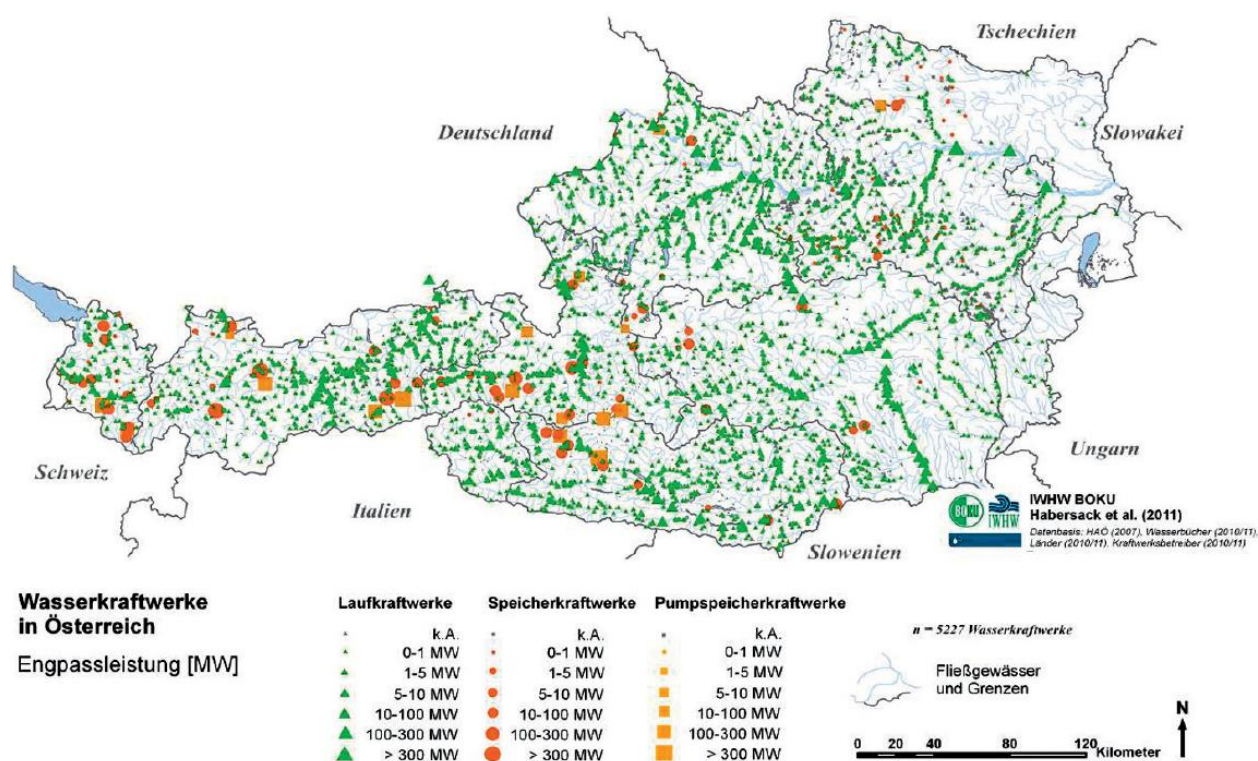 Tschechien
Deutschland
Slowakei
Schweiz
Italien
Ungarn
Slowenien
BOKU
IWHW
IWHW BOKU
Habersack et al. (2011)
Datenbasis: HAÖ (2007), Wasserbücher (2010/11),
Länder (2010/11), Kraftwerksbetreiber (2010/11)
Wasserkraftwerke
in Österreich
Engpassleistung [MW]
Laufkraftwerke
k.A.
0-1 MW
1-5 MW
5-10 MW
10-100 MW
100-300 MW
> 300 MW
Speicherkraftwerke
k.A.
0-1 MW
1-5 MW
5-10 MW
10-100 MW
100-300 MW
> 300 MW
Pumpspeicherkraftwerke
k.A.
0-1 MW
1-5 MW
5-10 MW
10-100 MW
100-300 MW
> 300 MW
n = 5227 Wasserkraftwerke
Fließgewässer
und Grenzen
N
0 20 40 80 120 Kilometer